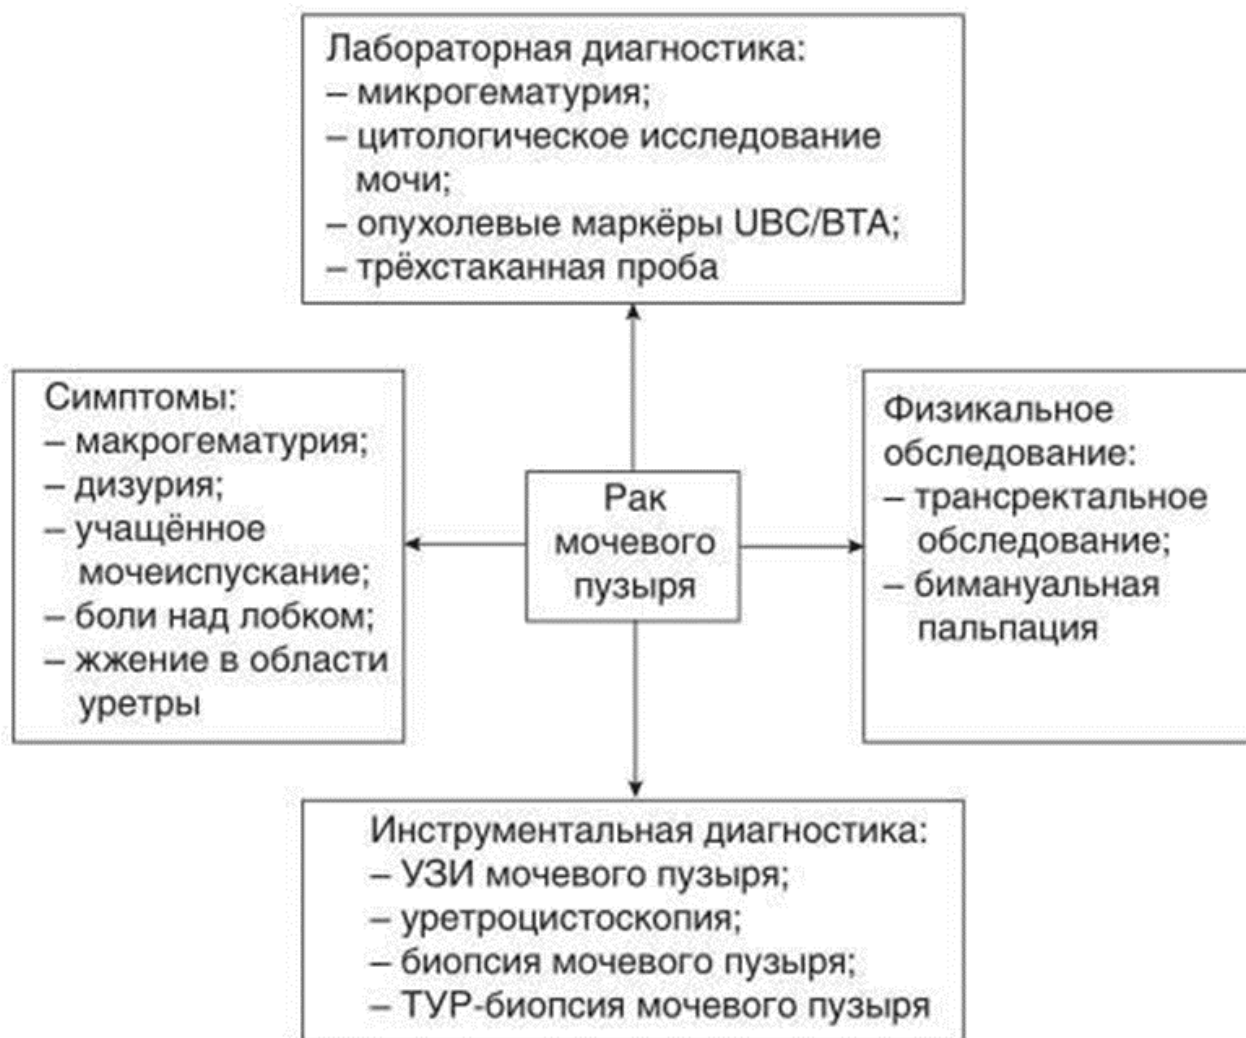 Лабораторная диагностика:
– микрогематурия;
– цитологическое исследование
мочи;
– опухолевые маркёры UBC/BTA;
– трёхстаканная проба
Симптомы:
– макрогематурия;
– дизурия;
– учащённое
мочеиспускание;
– боли над лобком;
– жжение в области
уретры
Рак
мочевого
пузыря
Физикальное
обследование:
– трансректальное
обследование;
– бимануальная
пальпация
Инструментальная диагностика:
– УЗИ мочевого пузыря;
– уретроцистоскопия;
– биопсия мочевого пузыря;
– ТУР-биопсия мочевого пузыря